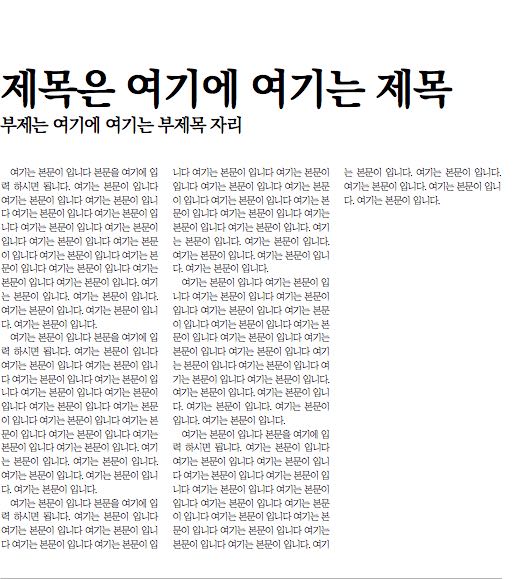 제목은 여기에 여기는 제목
부제는 여기에 여기는 부제목 자리
여기는 본문이 입니다 본문을 여기에 입
력 하시면 됩니다. 여기는 본문이 입니다
여기는 본문이 입니다 여기는 본문이 입니
다 여기는 본문이 입니다 여기는 본문이 입
니다 여기는 본문이 입니다 여기는 본문이
입니다 여기는 본문이 입니다 여기는 본문
이 입니다 여기는 본문이 입니다 여기는 본
문이 입니다 여기는 본문이 입니다 여기는
본문이 입니다 여기는 본문이 입니다. 여기
는 본문이 입니다. 여기는 본문이 입니다.
여기는 본문이 입니다. 여기는 본문이 입니
다. 여기는 본문이 입니다.
여기는 본문이 입니다 본문을 여기에 입
력 하시면 됩니다. 여기는 본문이 입니다
여기는 본문이 입니다 여기는 본문이 입니
다 여기는 본문이 입니다 여기는 본문이 입
니다 여기는 본문이 입니다 여기는 본문이
입니다 여기는 본문이 입니다 여기는 본문
이 입니다 여기는 본문이 입니다 여기는 본
문이 입니다 여기는 본문이 입니다 여기는
본문이 입니다 여기는 본문이 입니다. 여기
는 본문이 입니다. 여기는 본문이 입니다.
여기는 본문이 입니다. 여기는 본문이 입니
다. 여기는 본문이 입니다.
여기는 본문이 입니다 본문을 여기에 입
력 하시면 됩니다. 여기는 본문이 입니다
여기는 본문이 입니다 여기는 본문이 입니
다 여기는 본문이 입니다 여기는 본문이 입
니다 여기는 본문이 입니다 여기는 본문이
입니다 여기는 본문이 입니다 여기는 본문
이 입니다 여기는 본문이 입니다 여기는 본
문이 입니다 여기는 본문이 입니다 여기는
본문이 입니다 여기는 본문이 입니다. 여기
는 본문이 입니다. 여기는 본문이 입니다.
여기는 본문이 입니다. 여기는 본문이 입니
다. 여기는 본문이 입니다.
여기는 본문이 입니다 여기는 본문이 입
니다 여기는 본문이 입니다 여기는 본문이
입니다 여기는 본문이 입니다 여기는 본문
이 입니다 여기는 본문이 입니다 여기는 본
문이 입니다 여기는 본문이 입니다 여기는
본문이 입니다 여기는 본문이 입니다 여기
는 본문이 입니다 여기는 본문이 입니다 여
기는 본문이 입니다 여기는 본문이 입니다.
여기는 본문이 입니다. 여기는 본문이 입니
다. 여기는 본문이 입니다. 여기는 본문이
입니다. 여기는 본문이 입니다.
여기는 본문이 입니다 본문을 여기에 입
력 하시면 됩니다. 여기는 본문이 입니다
여기는 본문이 입니다 여기는 본문이 입니
다 여기는 본문이 입니다 여기는 본문이 입
니다 여기는 본문이 입니다 여기는 본문이
입니다 여기는 본문이 입니다 여기는 본문
이 입니다 여기는 본문이 입니다 여기는 본
문이 입니다 여기는 본문이 입니다 여기는
본문이 입니다 여기는 본문이 입니다. 여기
는 본문이 입니다. 여기는 본문이 입니다.
여기는 본문이 입니다. 여기는 본문이 입니
다. 여기는 본문이 입니다.